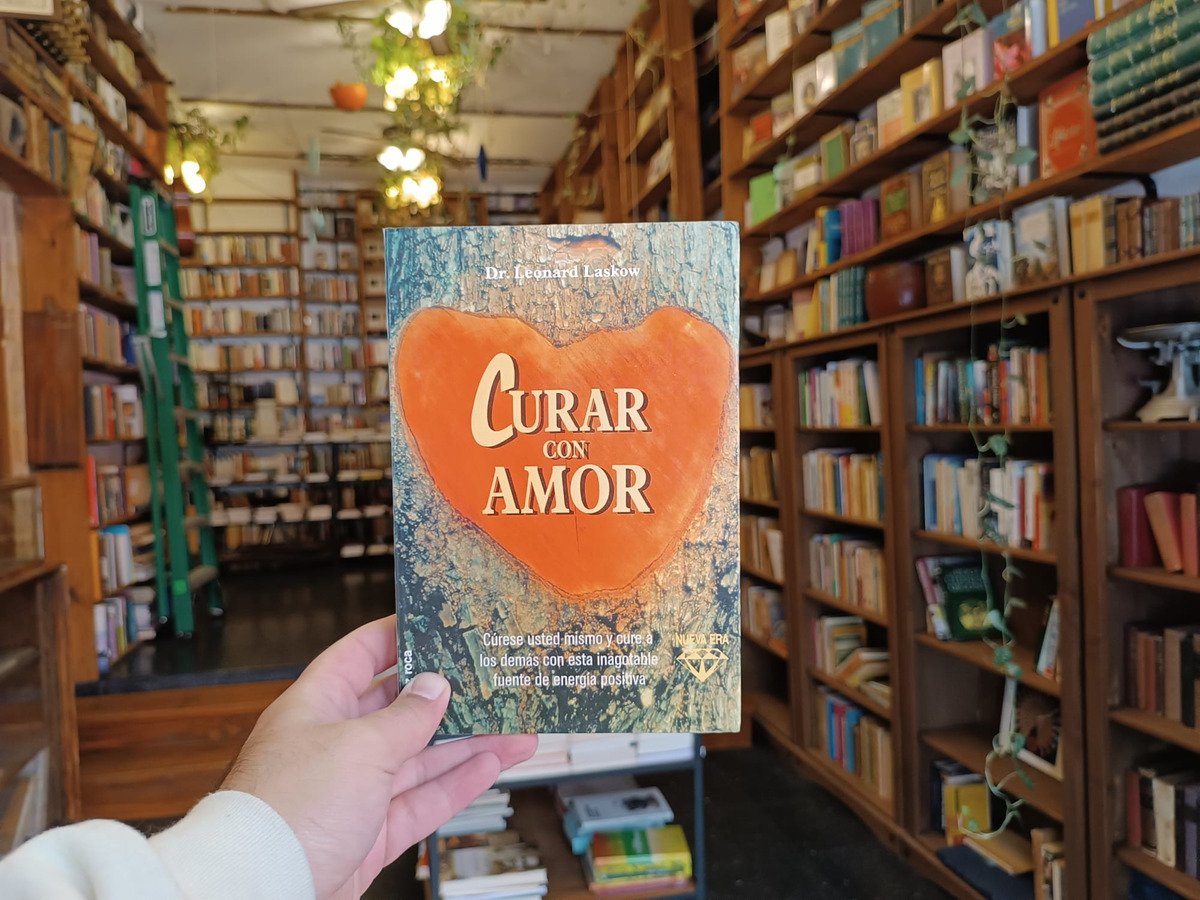 Dr. Leonard Laskow
CURAR
CON
AMOR
Cúrese usted mismo y cure a
los demás con esta inagotable
fuente de energía positiva
NUEVA ERA
roca